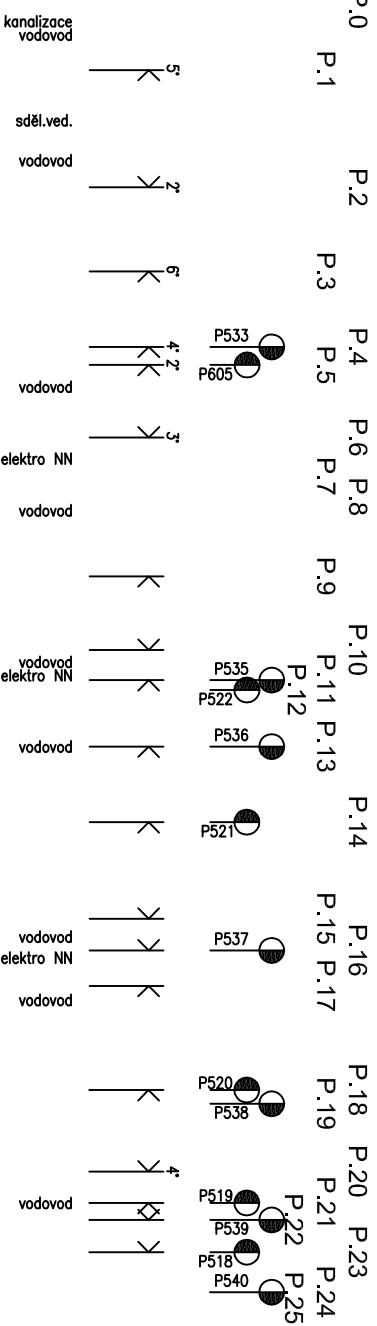 P.0
kanalizace
vodovod
P.1
5°
sděl.ved.
vodovod
P.2
2°
P.3
6°
P.4
P533
4°
P.5
2°
P605
vodovod
P.6
3°
elektro NN
P.7
P.8
vodovod
P.9
P.10
vodovod
elektro NN
P.11
P535
P.12
P522
P.13
P536
vodovod
P.14
P521
P.15
vodovod
P.16
P537
elektro NN
P.17
vodovod
P.18
P520
P.19
P538
P.20
4°
P.21
P519
vodovod
P.22
P539
P.23
P518
P.24
P540
P.25